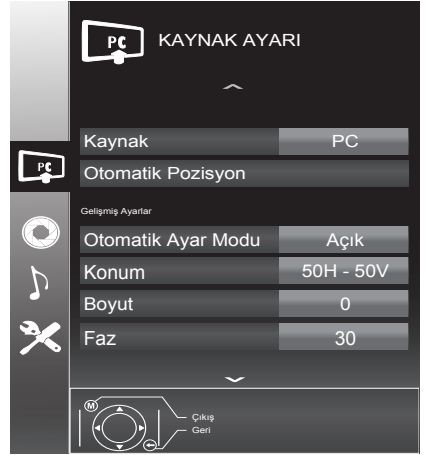 PC KAYNAK AYARI
Kaynak PC
PC
Otomatik Pozisyon
Gelişmiş Ayarlar
Otomatik Ayar Modu Açık
Konum 50H - 50V
Boyut 0
Faz 30
M
Çıkış
Geri